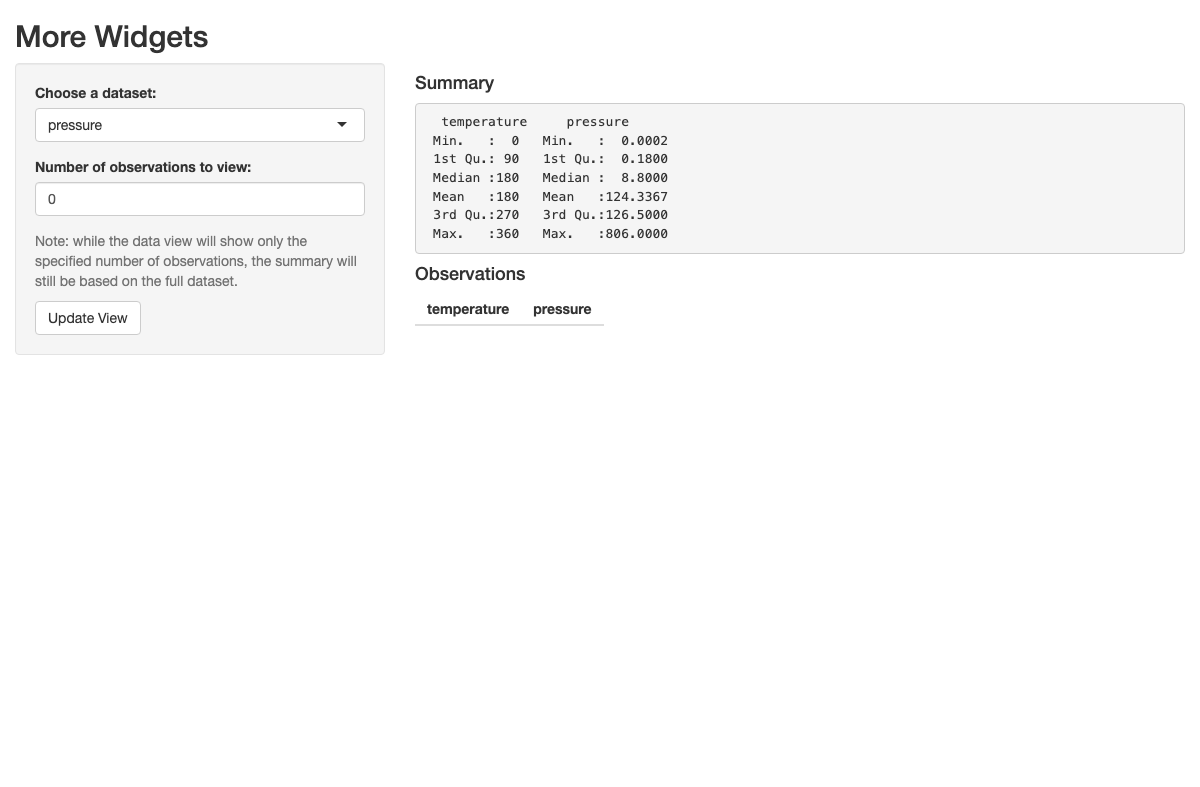 More Widgets
Choose a dataset:
pressure
Number of observations to view:
0
Note: while the data view will show only the
specified number of observations, the summary will
still be based on the full dataset.
Update View
Summary
  temperature     pressure
 Min.   :  0   Min.   :  0.0002
 1st Qu.: 90   1st Qu.:  0.1800
 Median :180   Median :  8.8000
 Mean   :180   Mean   :124.3367
 3rd Qu.:270   3rd Qu.:126.5000
 Max.   :360   Max.   :806.0000
Observations
temperature pressure